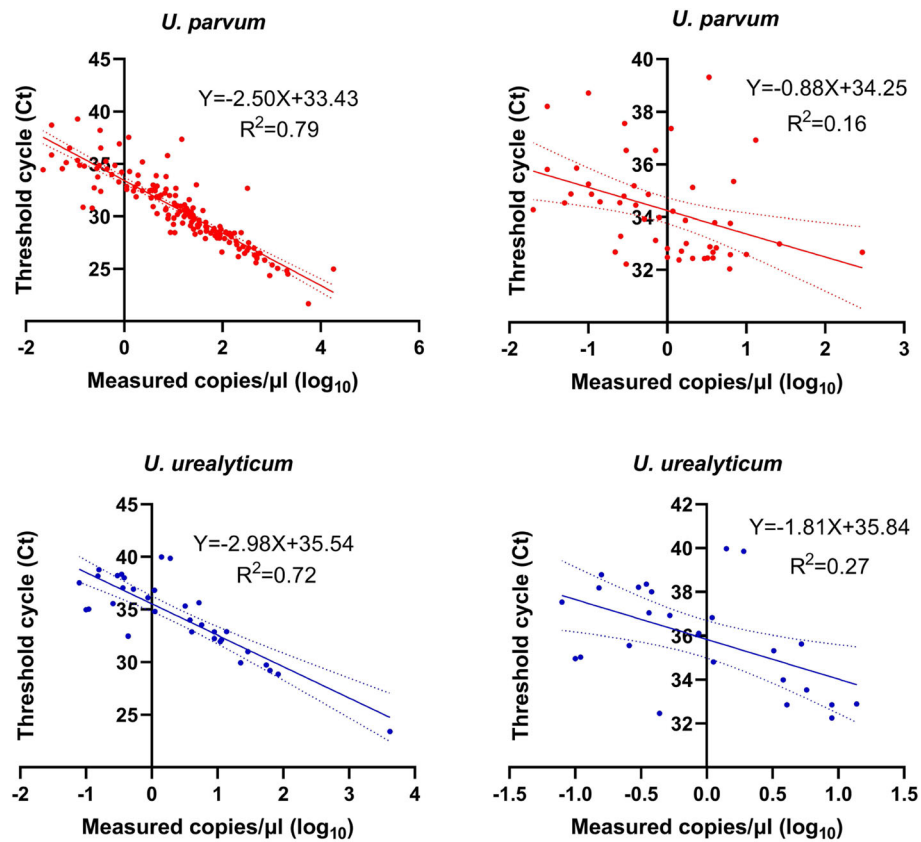 U. parvum
45
40
35
30
25
-2
0
2
4
6
Threshold cycle (Ct)
Measured copies/µl (log10)
Y=-2.50X+33.43
R2=0.79
U. parvum
40
38
36
34
32
-2
-1
0
1
2
3
Threshold cycle (Ct)
Measured copies/µl (log10)
Y=-0.88X+34.25
R2=0.16
U. urealyticum
45
40
35
30
25
-2
-1
0
1
2
3
4
Threshold cycle (Ct)
Measured copies/µl (log10)
Y=-2.98X+35.54
R2=0.72
U. urealyticum
42
40
38
36
34
32
-1.5
-1.0
-0.5
0.0
0.5
1.0
1.5
Threshold cycle (Ct)
Measured copies/µl (log10)
Y=-1.81X+35.84
R2=0.27